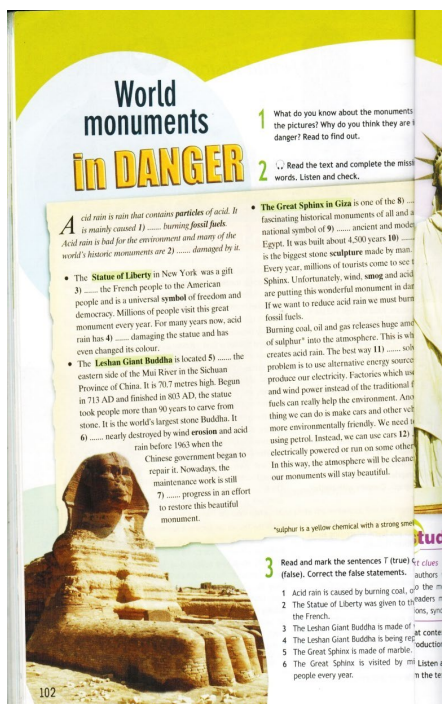 World
monuments
in DANGER
1 What do you know about the monuments
the pictures? Why do you think they are i
danger? Read to find out.
2 Read the text and complete the miss
words. Listen and check.
Acid rain is rain that contains particles of acid. It
is mainly caused 1) ....... burning fossil fuels.
Acid rain is bad for the environment and many of the
world's historic monuments are 2) ....... damaged by it.
• The Statue of Liberty in New York was a gift
3) ....... the French people to the American
people and is a universal symbol of freedom and
democracy. Millions of people visit this great
monument every year. For many years now, acid
rain has 4) ....... damaging the statue and has
even changed its colour.
• The Leshan Giant Buddha is located 5) ....... the
eastern side of the Mui River in the Sichuan
Province of China. It is 70.7 metres high. Begun
in 713 AD and finished in 803 AD, the statue
took people more than 90 years to carve from
stone. It is the world's largest stone Buddha. It
6) ....... nearly destroyed by wind erosion and acid
rain before 1963 when the
Chinese government began to
repair it. Nowadays, the
maintenance work is still
7) ....... progress in an effort
to restore this beautiful
monument.
• The Great Sphinx in Giza is one of the 8) ....
fascinating historical monuments of all and a
national symbol of 9) ....... ancient and mode
Egypt. It was built about 4,500 years 10) .......
is the biggest stone sculpture made by man.
Every year, millions of tourists come to see t
Sphinx. Unfortunately, wind, smog and acid
are putting this wonderful monument in dan
If we want to reduce acid rain we must burn
fossil fuels.
Burning coal, oil and gas releases huge amo
of sulphur* into the atmosphere. This is wh
creates acid rain. The best way 11) ....... solv
problem is to use alternative energy source
produce our electricity. Factories which use
and wind power instead of the traditional f
fuels can really help the environment. Ano
thing we can do is make cars and other veh
more environmentally friendly. We need t
using petrol. Instead, we can use cars 12)
electrically powered or run on some other
In this way, the atmosphere will be cleane
our monuments will stay beautiful.
*sulphur is a yellow chemical with a strong smel
3 Read and mark the sentences T (true) o
(false). Correct the false statements.
1 Acid rain is caused by burning coal, o
2 The Statue of Liberty was given to th
the French.
3 The Leshan Giant Buddha is made of
4 The Leshan Giant Buddha is being rep
5 The Great Sphinx is made of marble.
6 The Great Sphinx is visited by mi
people every year.
102
tud
t clues
authors
o the m
eaders m
ions, syno
at conte
roduction
Listen a
n the te